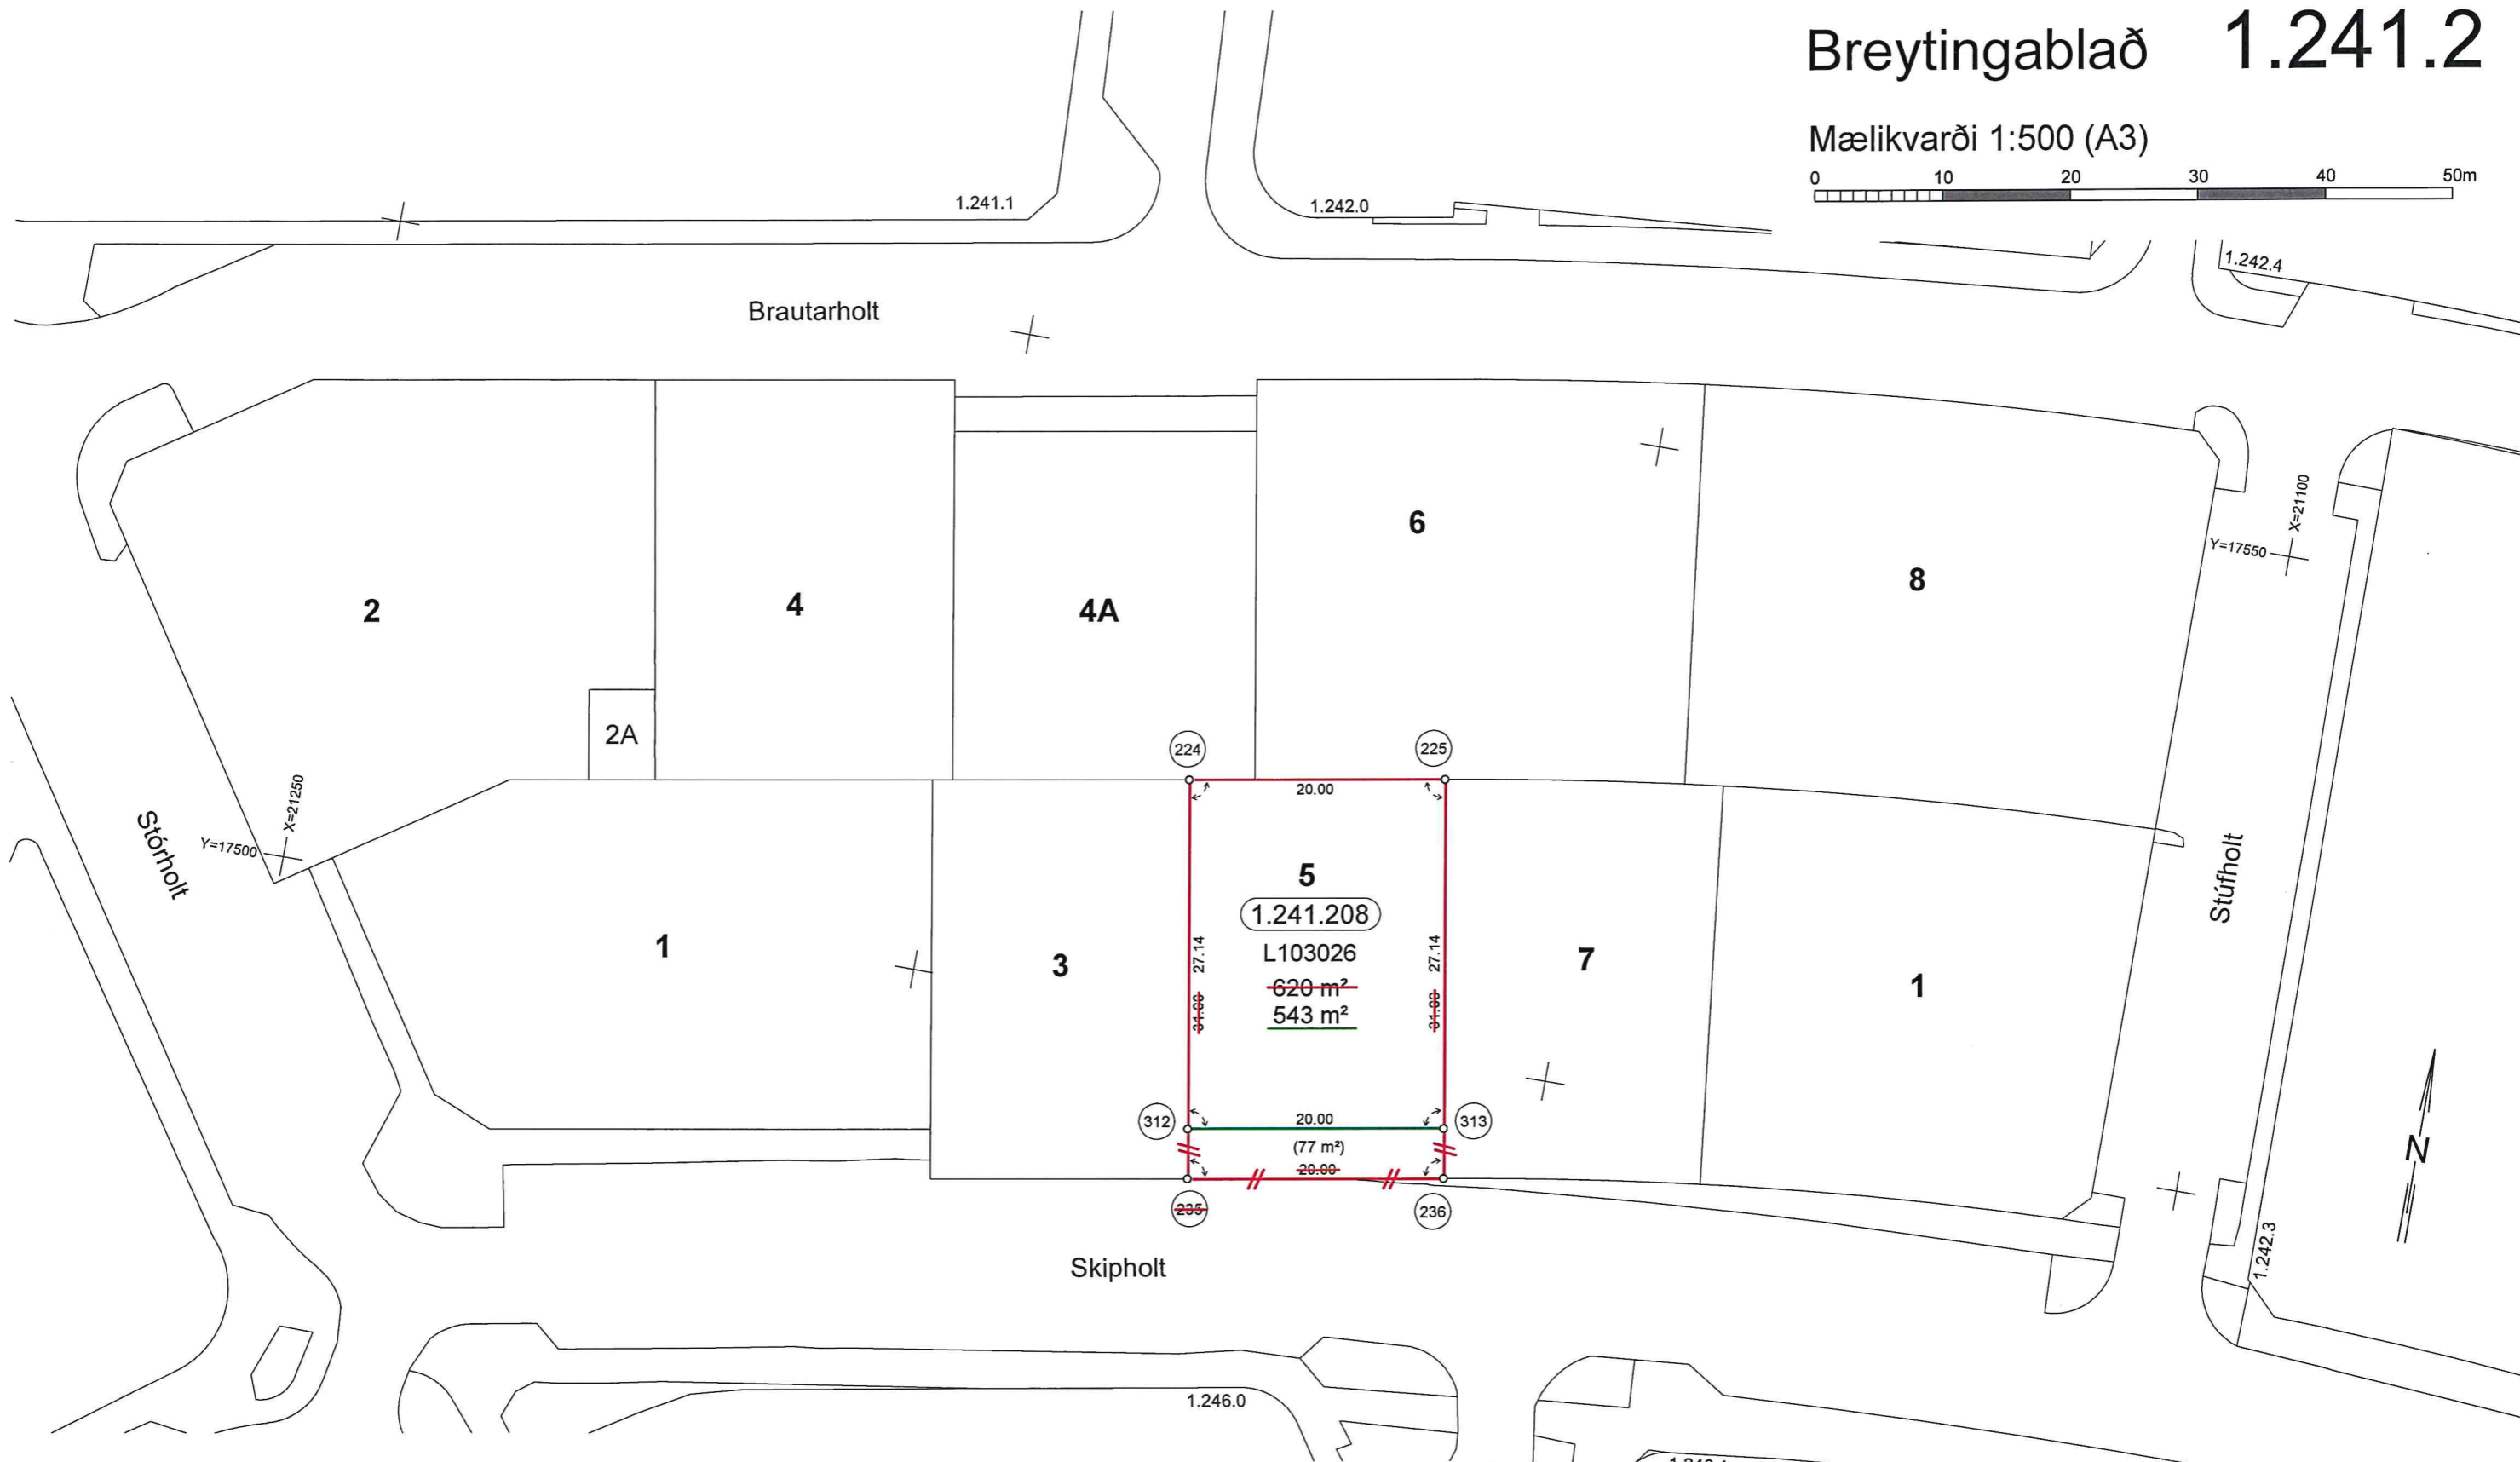 Breytingablað 1.241.2
Mælikvarði 1:500 (A3)
0 10 20 30 40 50m
1.241.1
1.242.0
1.242.4
Brautarholt
X=21100
Y=17550
6
8
2
4
4A
2A
224
225
20.00
X=21250
Y=17500
Stórholt
Stúfholt
5
1.241.208
L103026
620 m²
543 m²
27.14
31.00
27.14
31.00
1
3
7
1
312
20.00
313
(77 m²)
20.00
235
236
N
1.242.3
Skipholt
1.246.0